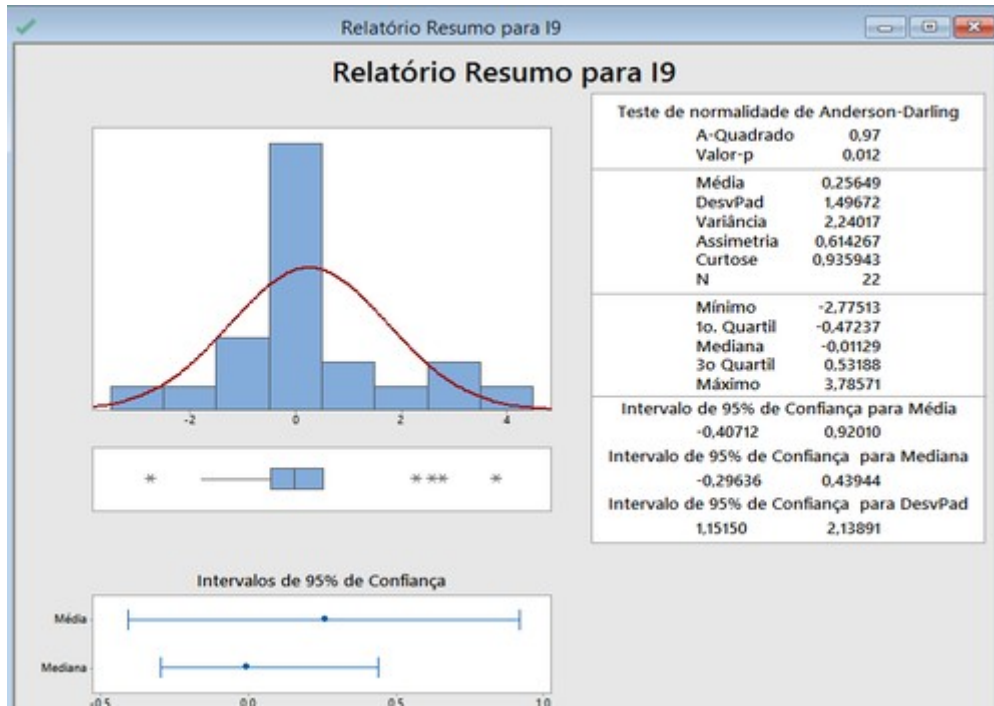 Relatório Resumo para I9
Relatório Resumo para I9
Teste de normalidade de Anderson-Darling
A-Quadrado 0,97
Valor-p 0,012
Média 0,25649
DesvPad 1,49672
Variância 2,24017
Assimetria 0,614267
Curtose 0,935943
N 22
Mínimo -2,77513
1o. Quartil -0,47237
Mediana -0,01129
3o Quartil 0,53188
Máximo 3,78571
Intervalo de 95% de Confiança para Média
-0,40712 0,92010
Intervalo de 95% de Confiança para Mediana
-0,29636 0,43944
Intervalo de 95% de Confiança para DesvPad
1,15150 2,13891
-2 0 2 4
Intervalos de 95% de Confiança
Média
Mediana
-0,5 0,0 0,5 1,0